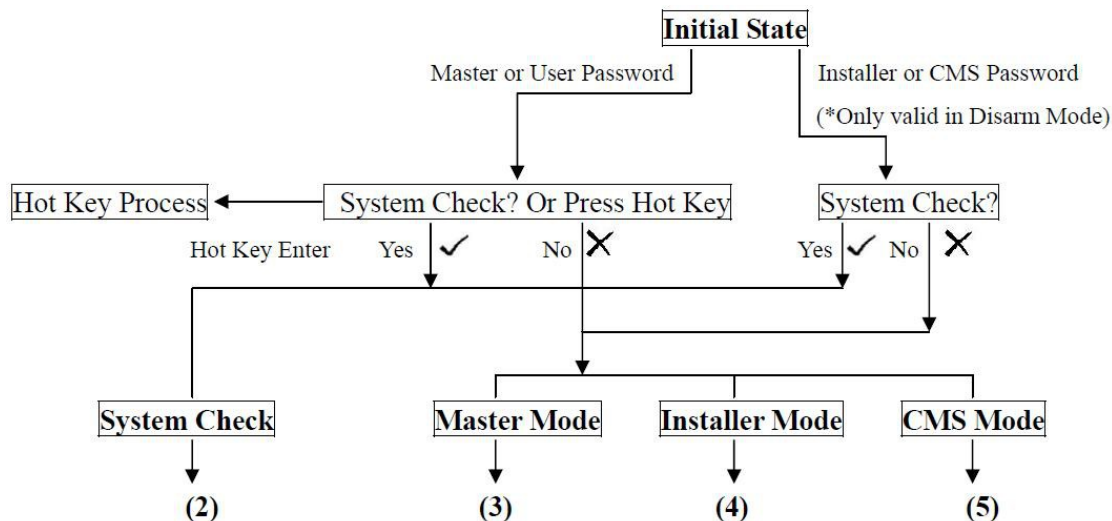 Initial State
Master or User Password
Installer or CMS Password
(*Only valid in Disarm Mode)
Hot Key Process
System Check? Or Press Hot Key
System Check?
Hot Key Enter
Yes
No
Yes
No
System Check
Master Mode
Installer Mode
CMS Mode
(2)
(3)
(4)
(5)